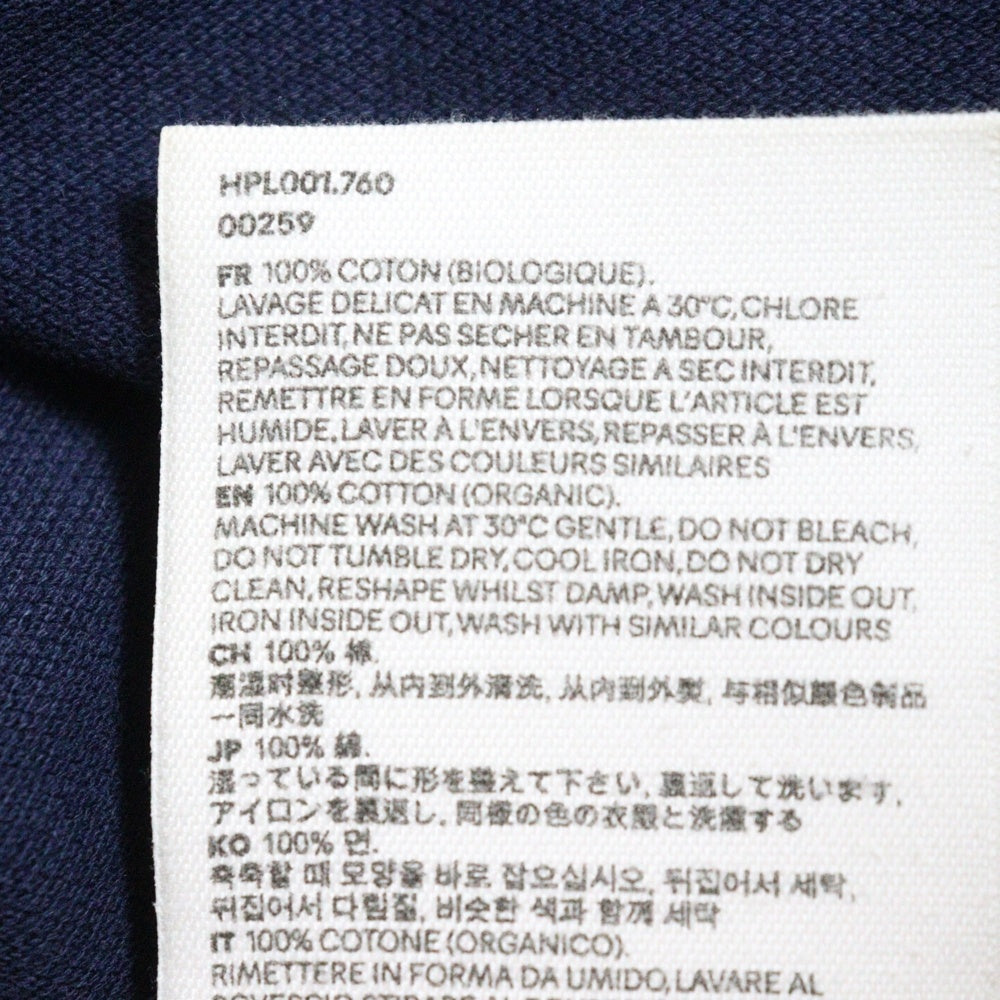 HPL001.760
00259
FR 100% COTON (BIOLOGIQUE).
LAVAGE DELICAT EN MACHINE A 30°C, CHLORE
INTERDIT, NE PAS SECHER EN TAMBOUR,
REPASSAGE DOUX, NETTOYAGE A SEC INTERDIT,
REMETTRE EN FORME LORSQUE L'ARTICLE EST
HUMIDE, LAVER À L'ENVERS, REPASSER À L'ENVERS,
LAVER AVEC DES COULEURS SIMILAIRES
EN 100% COTTON (ORGANIC).
MACHINE WASH AT 30°C GENTLE, DO NOT BLEACH,
DO NOT TUMBLE DRY, COOL IRON, DO NOT DRY
CLEAN, RESHAPE WHILST DAMP, WASH INSIDE OUT,
IRON INSIDE OUT, WASH WITH SIMILAR COLOURS
CH 100% 棉.
潮湿时整形, 从内到外清洗, 从内到外熨, 与相似颜色制品
一同水洗
JP 100% 綿.
湿っている間に形を整えて下さい, 裏返して洗います,
アイロンを裏返し, 同様の色の衣服と洗濯する
KO 100% 면.
축축할 때 모양을 바로 잡으십시오, 뒤집어서 세탁,
뒤집어서 다림질, 비슷한 색과 함께 세탁
IT 100% COTONE (ORGANICO).
RIMETTERE IN FORMA DA UMIDO, LAVARE AL